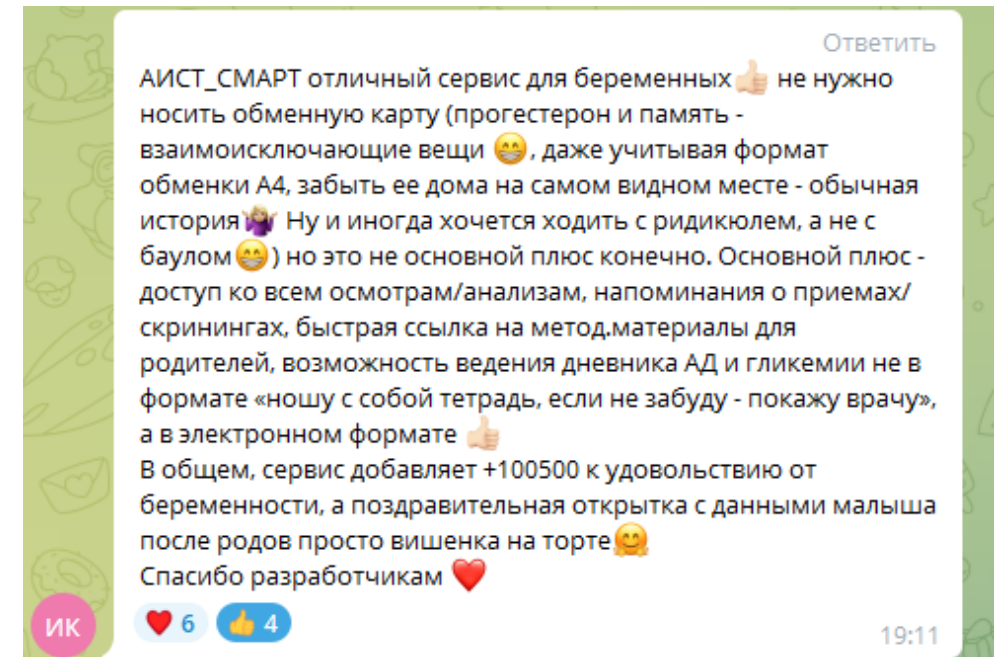 Ответить
АИСТ_СМАРТ отличный сервис для беременных👍🏻 не нужно
носить обменную карту (прогестерон и память -
взаимоисключающие вещи 😁, даже учитывая формат
обменки А4, забыть ее дома на самом видном месте - обычная
история🤷🏼‍♀️ Ну и иногда хочется ходить с ридикюлем, а не с
баулом😁) но это не основной плюс конечно. Основной плюс -
доступ ко всем осмотрам/анализам, напоминания о приемах/
скринингах, быстрая ссылка на метод.материалы для
родителей, возможность ведения дневника АД и гликемии не в
формате «ношу с собой тетрадь, если не забуду - покажу врачу»,
а в электронном формате 👍🏻
В общем, сервис добавляет +100500 к удовольствию от
беременности, а поздравительная открытка с данными малыша
после родов просто вишенка на торте🤗
Спасибо разработчикам ❤️
ИК
❤️ 6 👍 4
19:11